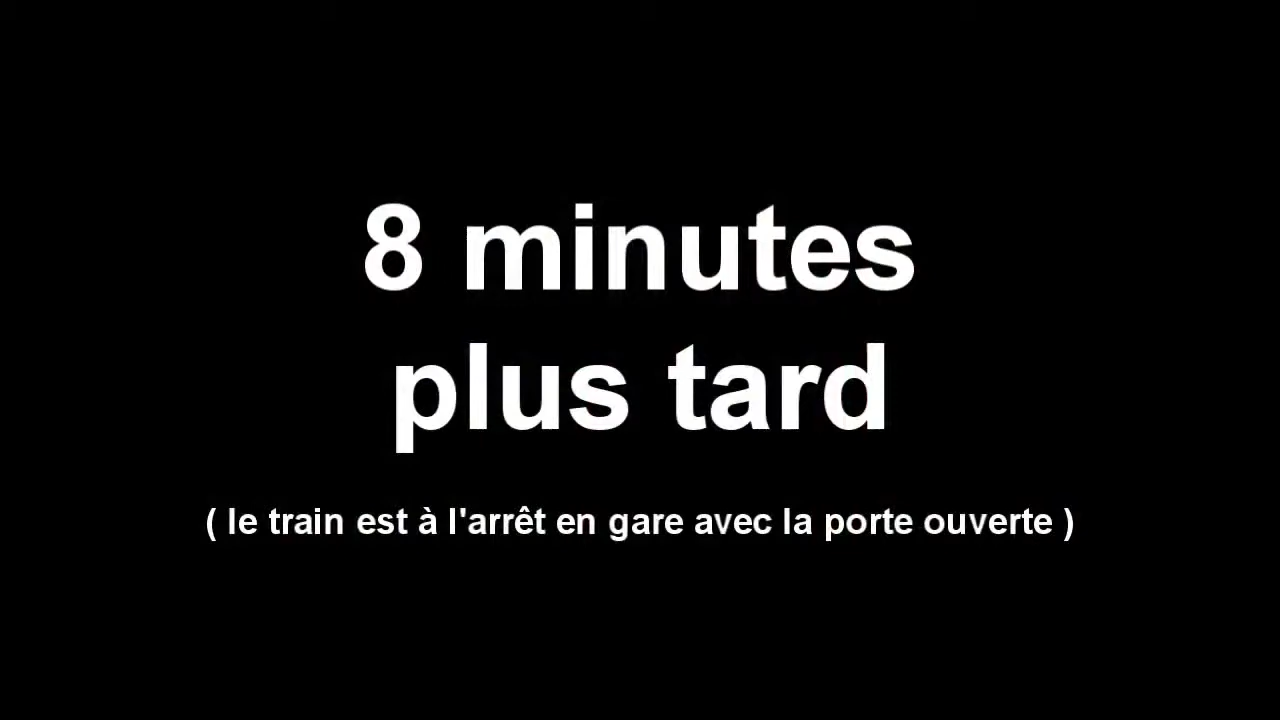 8 minutes
plus tard
( le train est à l'arrêt en gare avec la porte ouverte )